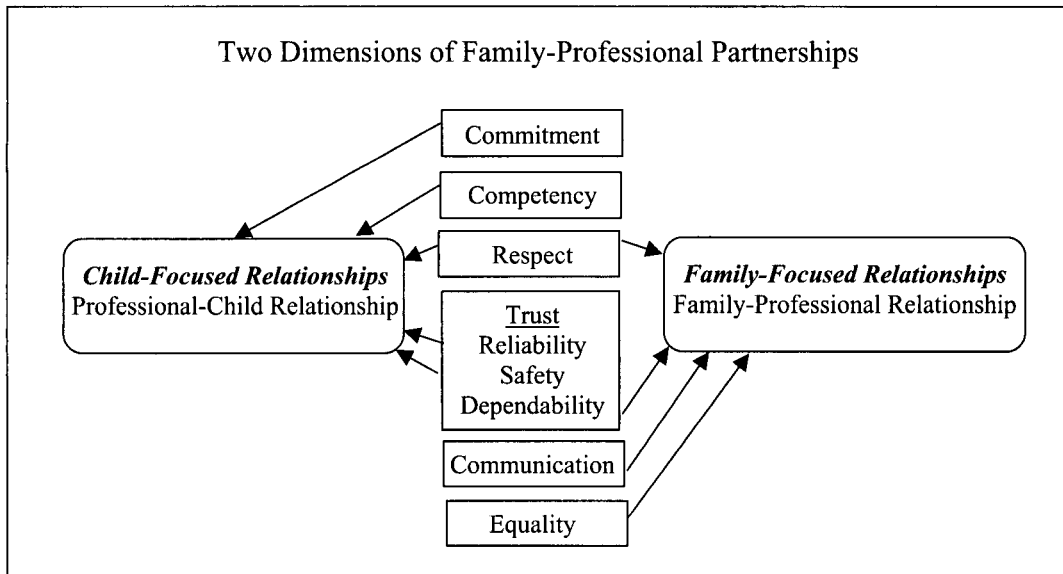 Two Dimensions of Family-Professional Partnerships
Commitment
Competency
Respect
Child-Focused Relationships
Professional-Child Relationship
Family-Focused Relationships
Family-Professional Relationship
Trust
Reliability
Safety
Dependability
Communication
Equality